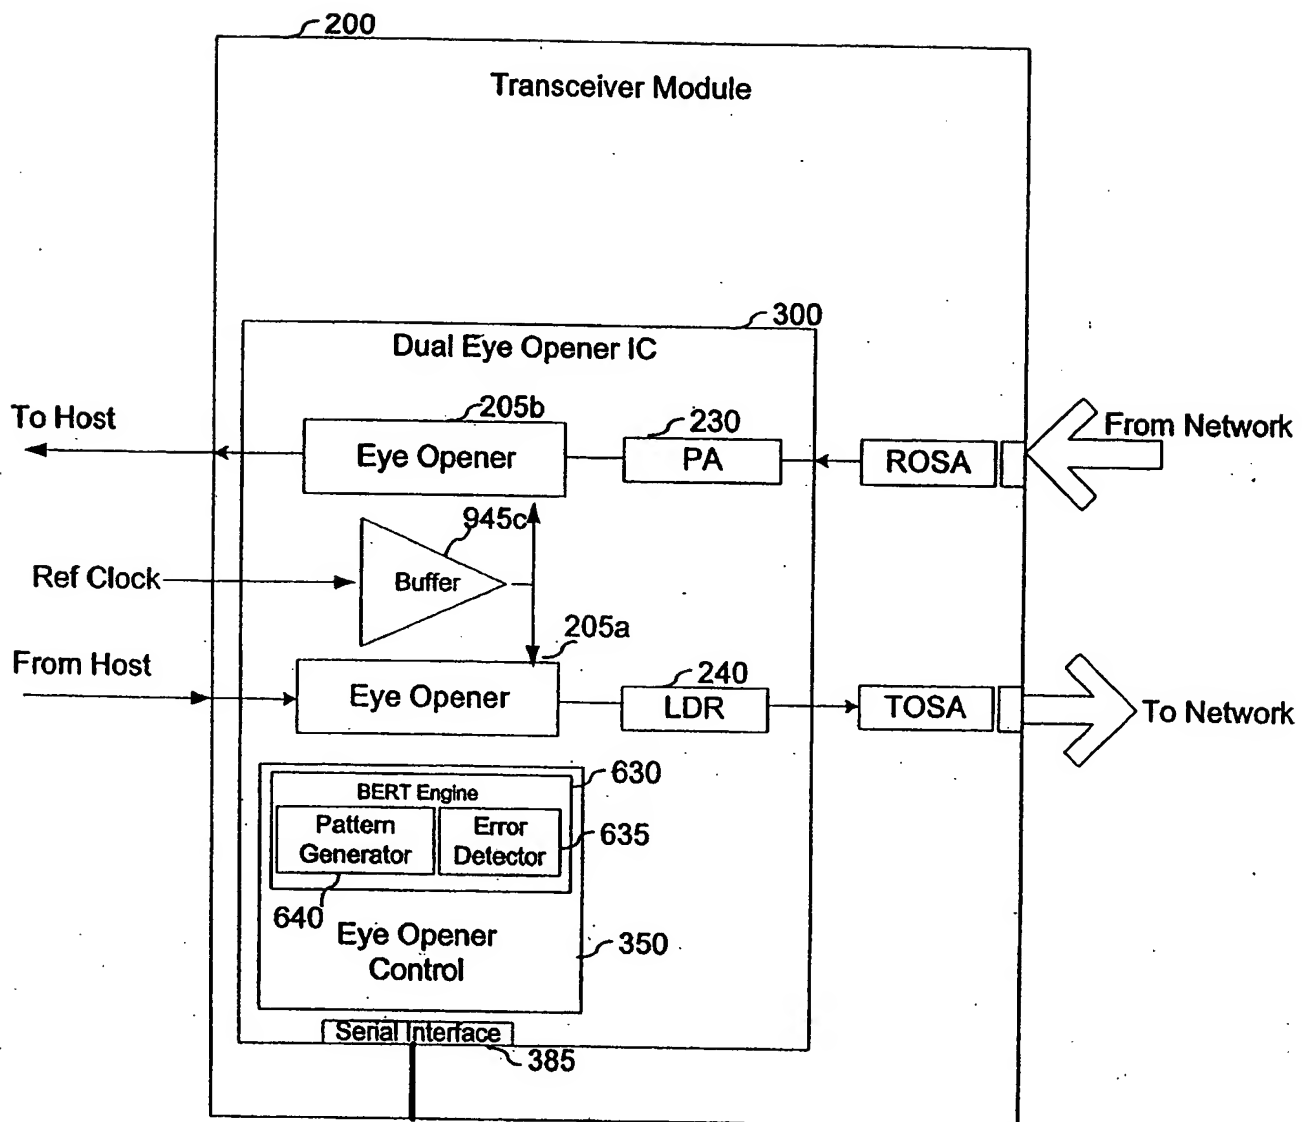 200
Transceiver Module
300
Dual Eye Opener IC
To Host
205b
Eye Opener
230
PA
ROSA
From Network
945c
Ref Clock
Buffer
205a
From Host
Eye Opener
240
LDR
TOSA
To Network
630
BERT Engine
Pattern
Generator
Error
Detector
635
640
Eye Opener
Control
350
Serial Interface
385